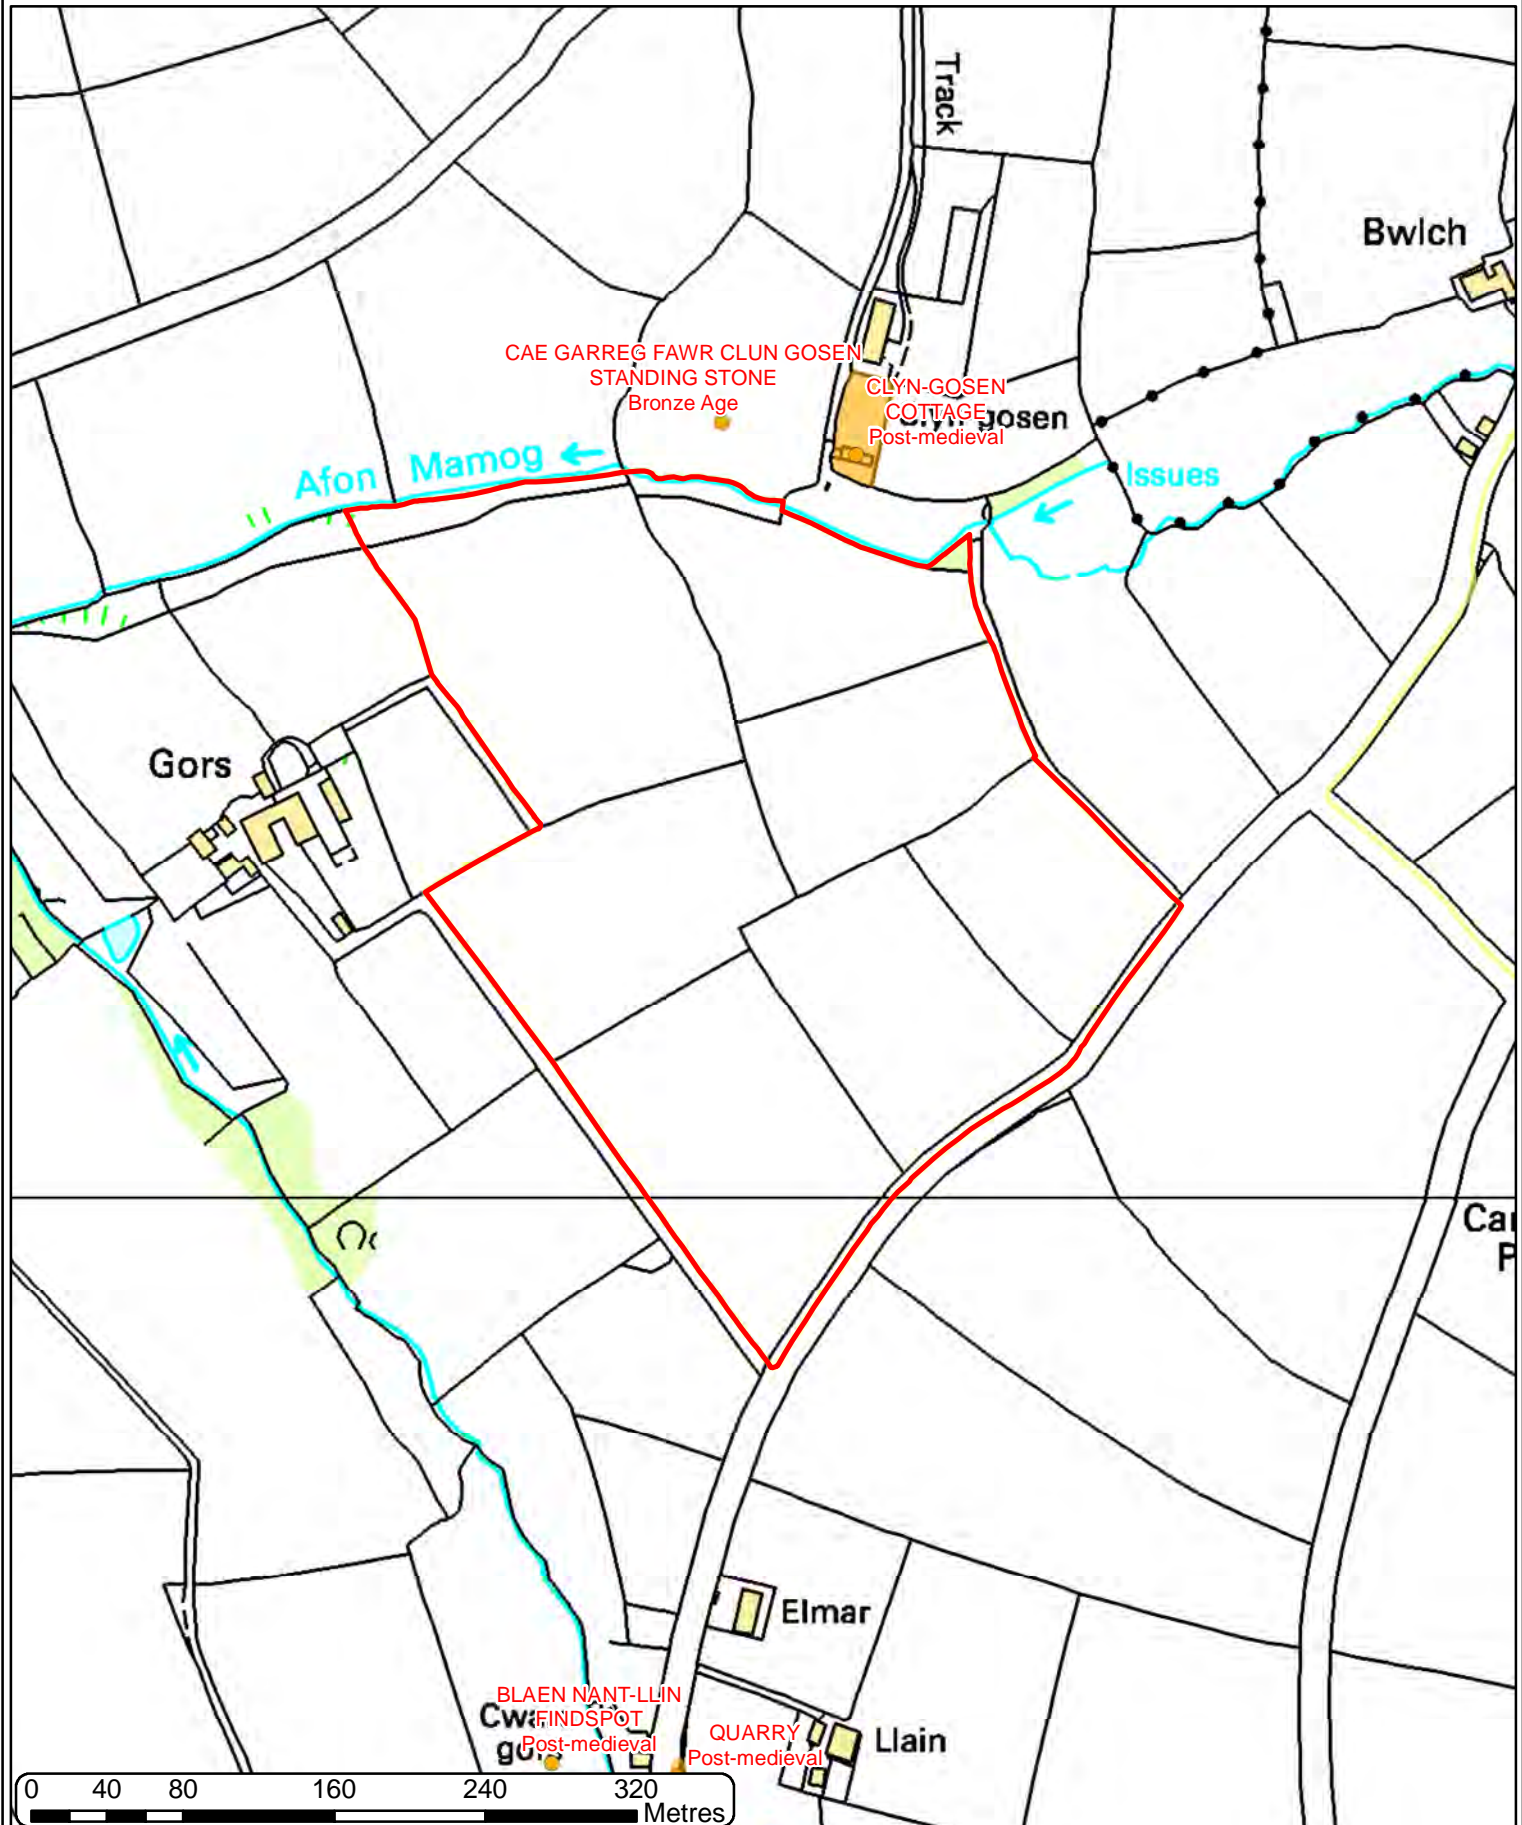 Track
Bwlch
CAE GARREG FAWR CLUN GOSEN
STANDING STONE
Bronze Age
CLYN-GOSEN
COTTAGE
Post-medieval
gosen
Afon Mamog
Issues
Gors
Elmar
BLAEN NANT-LLIN
FINDSPOT
Post-medieval
QUARRY
Post-medieval
Llain
0 40 80 160 240 320
Metres